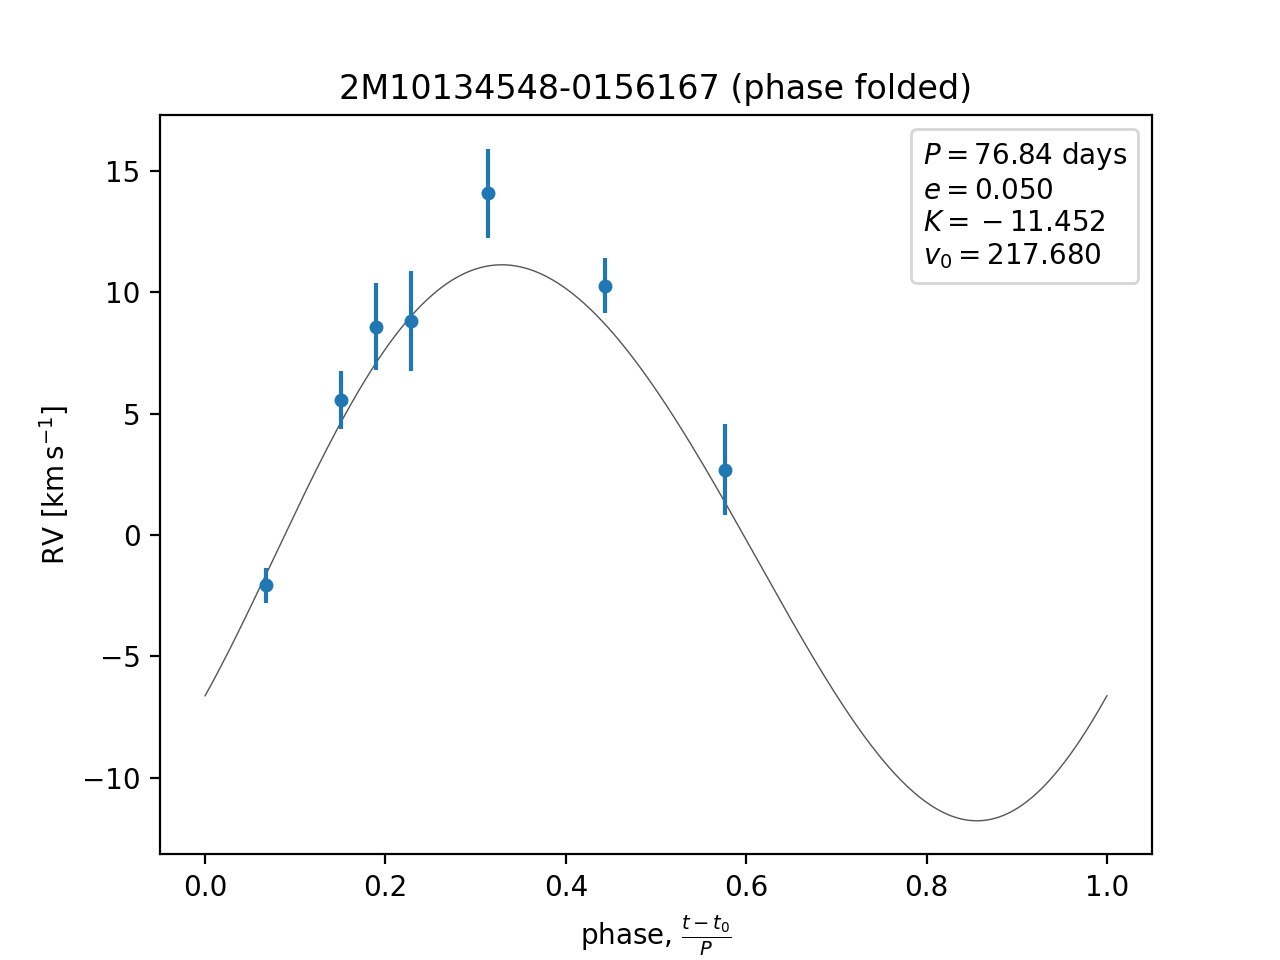 2M10134548-0156167 (phase folded)
P = 76.84 days
e = 0.050
K = −11.452
v₀ = 217.680
15
10
5
0
−5
−10
RV [km s⁻¹]
0.0 0.2 0.4 0.6 0.8 1.0
phase, (t − t₀)/P